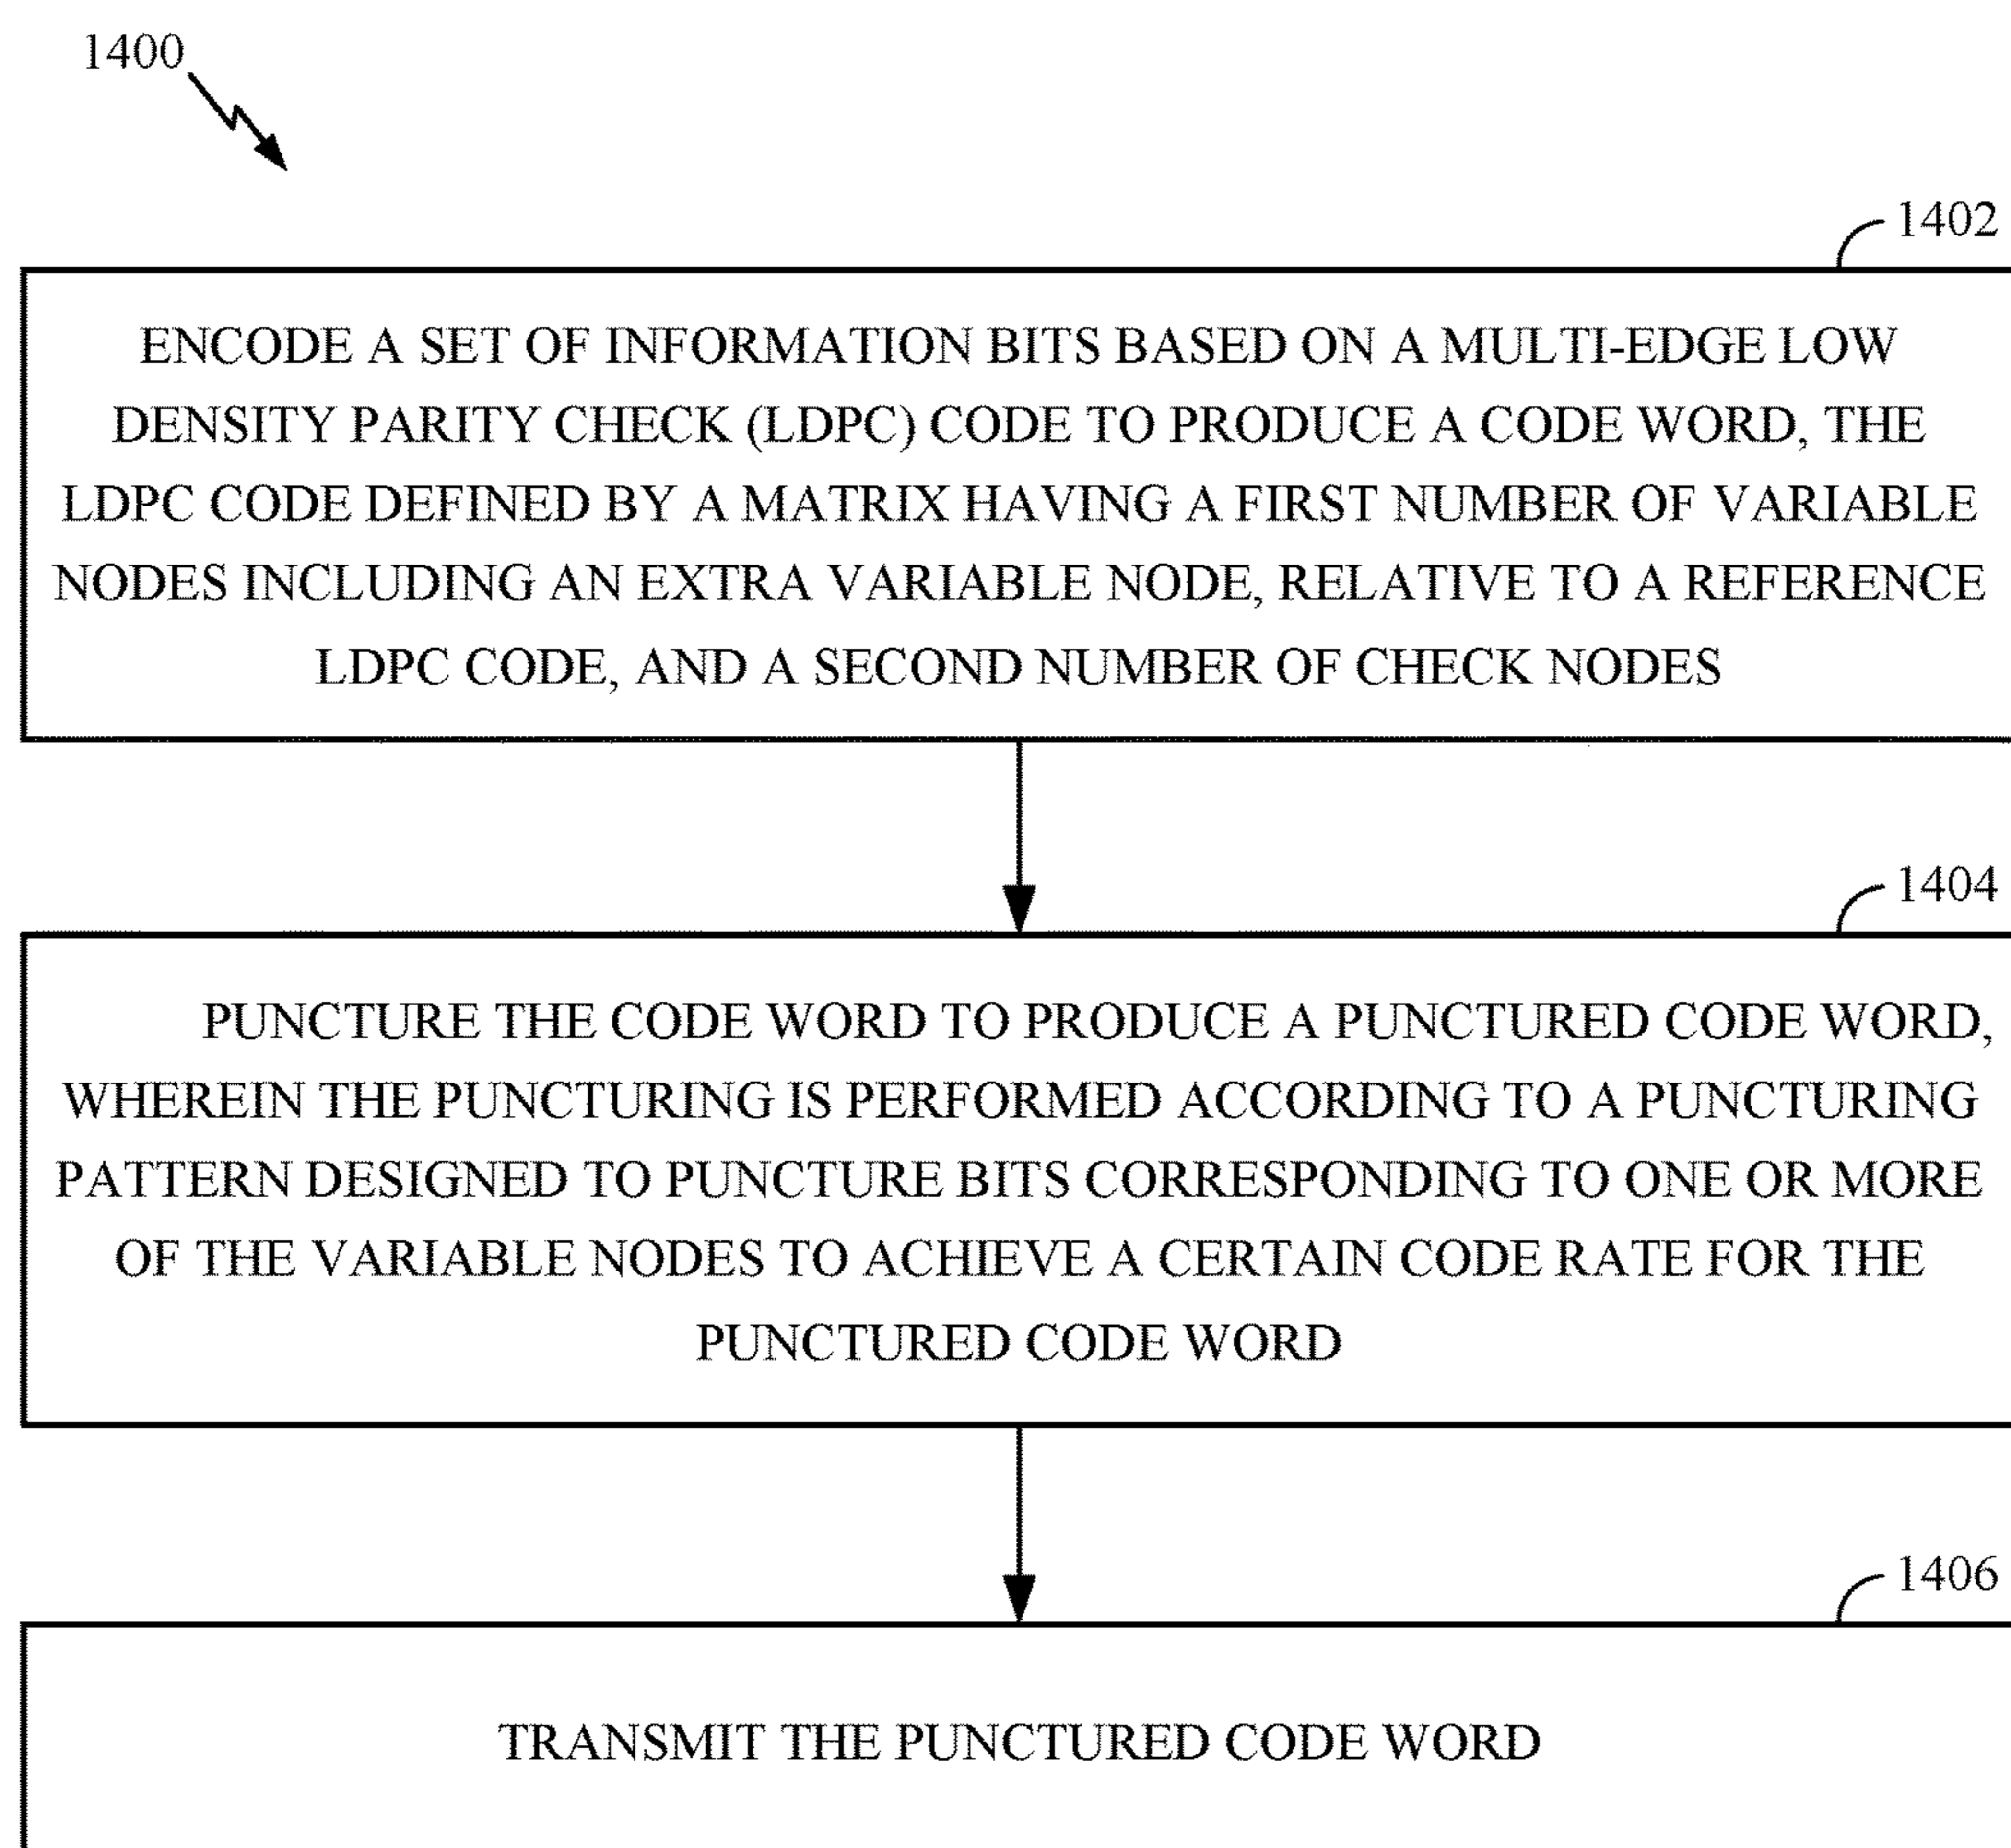 1400
1402
ENCODE A SET OF INFORMATION BITS BASED ON A MULTI-EDGE LOW
DENSITY PARITY CHECK (LDPC) CODE TO PRODUCE A CODE WORD, THE
LDPC CODE DEFINED BY A MATRIX HAVING A FIRST NUMBER OF VARIABLE
NODES INCLUDING AN EXTRA VARIABLE NODE, RELATIVE TO A REFERENCE
LDPC CODE, AND A SECOND NUMBER OF CHECK NODES
1404
PUNCTURE THE CODE WORD TO PRODUCE A PUNCTURED CODE WORD,
WHEREIN THE PUNCTURING IS PERFORMED ACCORDING TO A PUNCTURING
PATTERN DESIGNED TO PUNCTURE BITS CORRESPONDING TO ONE OR MORE
OF THE VARIABLE NODES TO ACHIEVE A CERTAIN CODE RATE FOR THE
PUNCTURED CODE WORD
1406
TRANSMIT THE PUNCTURED CODE WORD